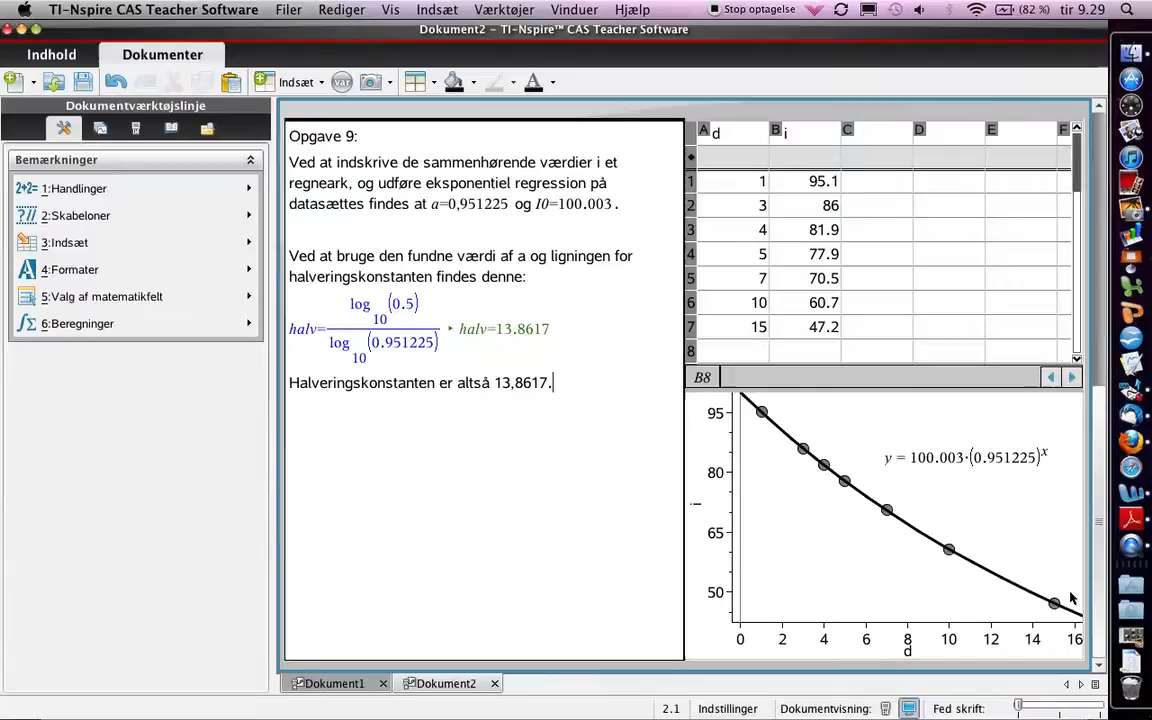 TI-Nspire CAS Teacher Software Filer Rediger Vis Indsæt Værktøjer Vinduer Hjælp Stop optagelse (82 %) tir 9.29
Dokument2 - TI-Nspire™ CAS Teacher Software
Indhold Dokumenter
Indsæt var A
Dokumentværktøjslinje
Bemærkninger
1:Handlinger
2:Skabeloner
3:Indsæt
4:Formater
5:Valg af matematikfelt
6:Beregninger
Opgave 9:
Ved at indskrive de sammenhørende værdier i et
regneark, og udføre eksponentiel regression på
datasættes findes at a=0,951225 og I0=100.003.
Ved at bruge den fundne værdi af a og ligningen for
halveringskonstanten findes denne:
halv=log10(0.5)/log10(0.951225) ▸ halv=13.8617
Halveringskonstanten er altså 13,8617.
A d B i C D E F
◆
1 1 95.1
2 3 86
3 4 81.9
4 5 77.9
5 7 70.5
6 10 60.7
7 15 47.2
8
B8
95
80
65
50
i
y = 100.003·(0.951225)^x
0 2 4 6 8 10 12 14 16
d
Dokument1 Dokument2
2.1 Indstillinger Dokumentvisning: Fed skrift: